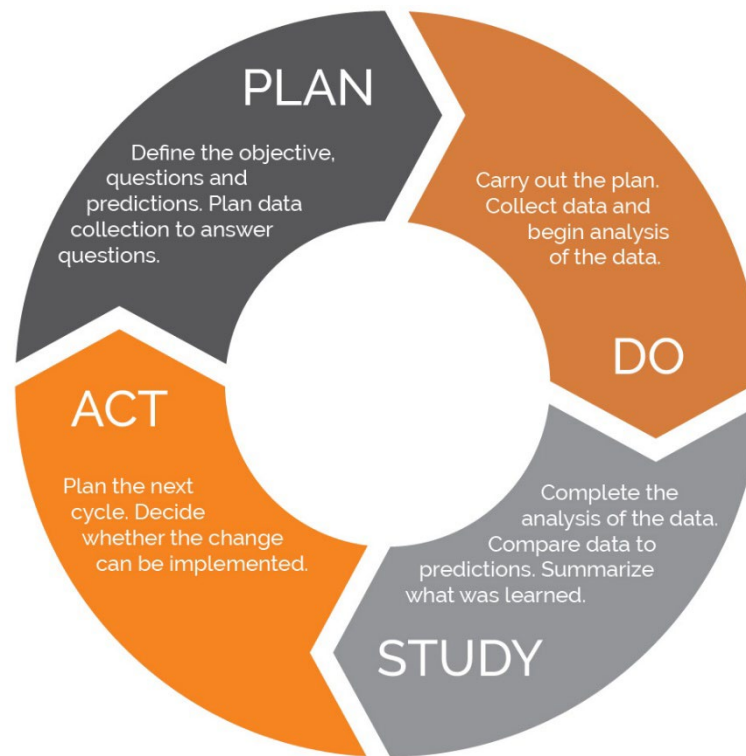 PLAN
Define the objective,
questions and
predictions. Plan data
collection to answer
questions.
Carry out the plan.
Collect data and
begin analysis
of the data.
DO
Complete the
analysis of the data.
Compare data to
predictions. Summarize
what was learned.
STUDY
ACT
Plan the next
cycle. Decide
whether the change
can be implemented.